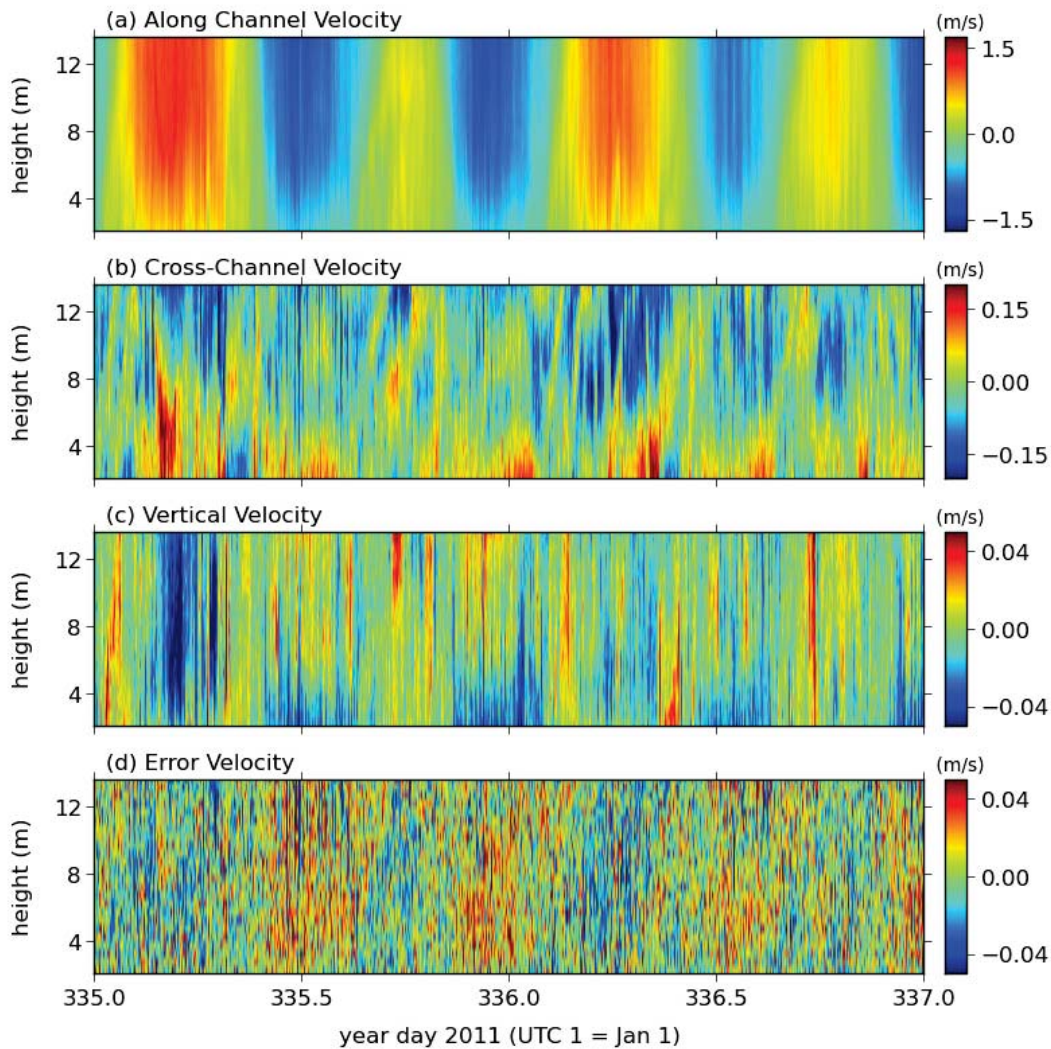 (a) Along Channel Velocity
(m/s)
height (m)
12
8
4
1.5
0.0
−1.5
(b) Cross-Channel Velocity
(m/s)
height (m)
12
8
4
0.15
0.00
−0.15
(c) Vertical Velocity
(m/s)
height (m)
12
8
4
0.04
0.00
−0.04
(d) Error Velocity
(m/s)
height (m)
12
8
4
0.04
0.00
−0.04
335.0 335.5 336.0 336.5 337.0
year day 2011 (UTC 1 = Jan 1)